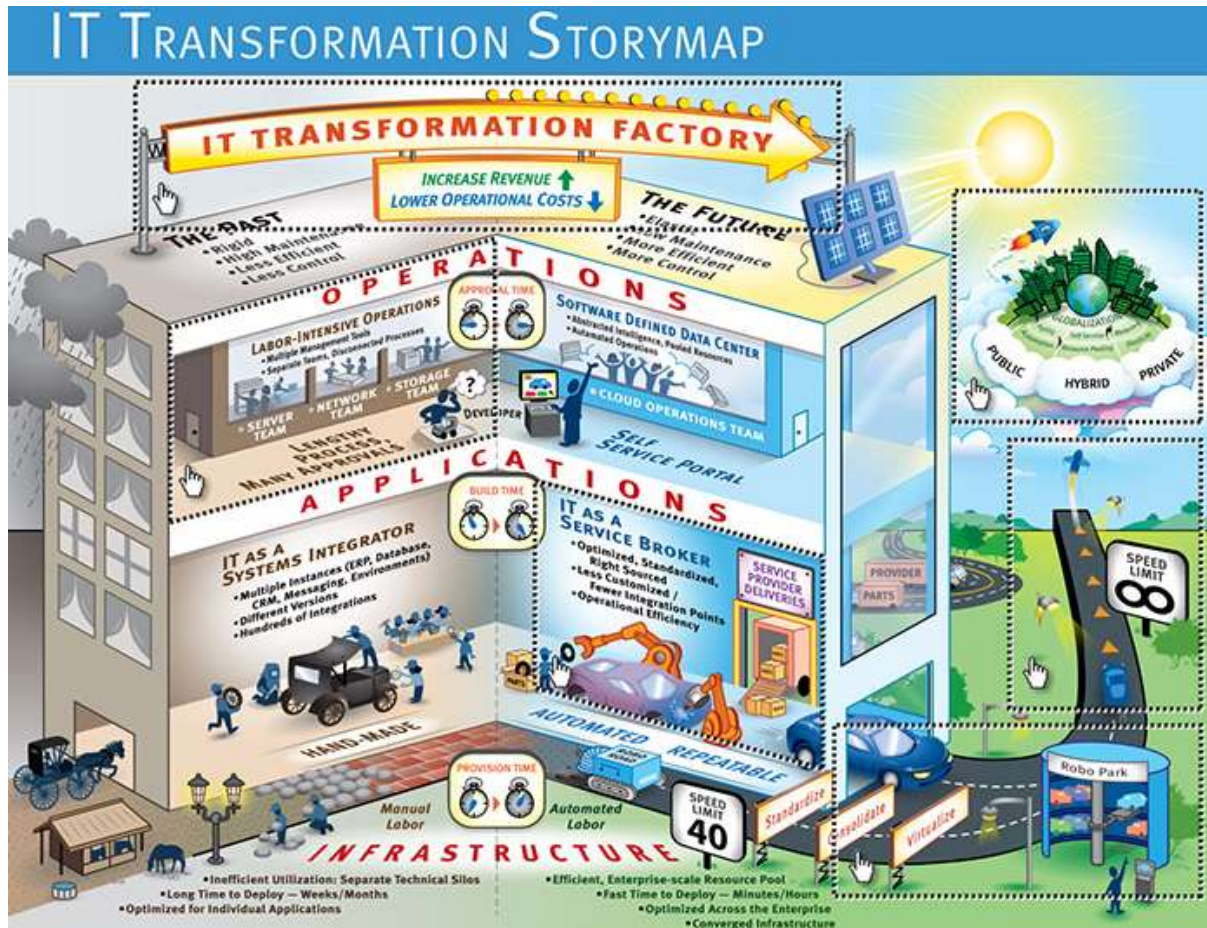 IT TRANSFORMATION STORYMAP
IT TRANSFORMATION FACTORY
INCREASE REVENUE
LOWER OPERATIONAL COSTS
THE PAST
•Rigid
•High Maintenance
•Less Efficient
•Less Control
THE FUTURE
•Elastic
•Low Maintenance
•More Efficient
•More Control
OPERATIONS
APPROVAL TIME
LABOR-INTENSIVE OPERATIONS
•Multiple Management Tools
•Separate Teams, Disconnected Processes
•SERVER TEAM
•NETWORK TEAM
•STORAGE TEAM
?
DEVELOPER
LENGTHY
PROCESS,
MANY APPROVALS
SOFTWARE DEFINED DATA CENTER
•Abstracted Intelligence, Pooled Resources
•Automated Operations
•CLOUD OPERATIONS TEAM
SELF
SERVICE PORTAL
APPLICATIONS
BUILD TIME
IT AS A
SYSTEMS INTEGRATOR
•Multiple Instances (ERP, Database,
CRM, Messaging, Environments)
•Different Versions
•Hundreds of Integrations
HAND-MADE
IT AS A
SERVICE BROKER
•Optimized, Standardized,
Right Sourced
•Less Customized /
Fewer Integration Points
•Operational Efficiency
SERVICE
PROVIDER
DELIVERIES
PARTS
AUTOMATED REPEATABLE
PROVIDER
PARTS
GLOBALIZATION
PUBLIC
HYBRID
PRIVATE
SPEED
LIMIT
∞
PROVISION TIME
Manual
Labor
Automated
Labor
SPEED
LIMIT
40
Standardize
Consolidate
Virtualize
Robo Park
INFRASTRUCTURE
•Inefficient Utilization: Separate Technical Silos
•Long Time to Deploy — Weeks/Months
•Optimized for Individual Applications
•Efficient, Enterprise-scale Resource Pool
•Fast Time to Deploy — Minutes/Hours
•Optimized Across the Enterprise
•Converged Infrastructure